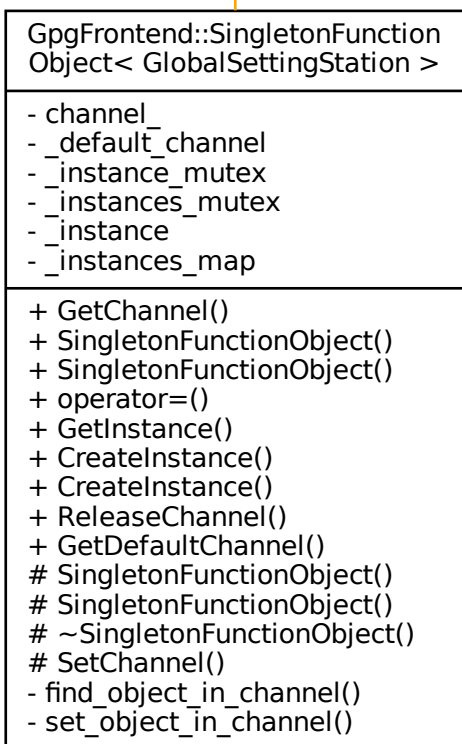 GpgFrontend::SingletonFunction
Object< GlobalSettingStation >
- channel_
- _default_channel
- _instance_mutex
- _instances_mutex
- _instance
- _instances_map
+ GetChannel()
+ SingletonFunctionObject()
+ SingletonFunctionObject()
+ operator=()
+ GetInstance()
+ CreateInstance()
+ CreateInstance()
+ ReleaseChannel()
+ GetDefaultChannel()
# SingletonFunctionObject()
# SingletonFunctionObject()
# ~SingletonFunctionObject()
# SetChannel()
- find_object_in_channel()
- set_object_in_channel()